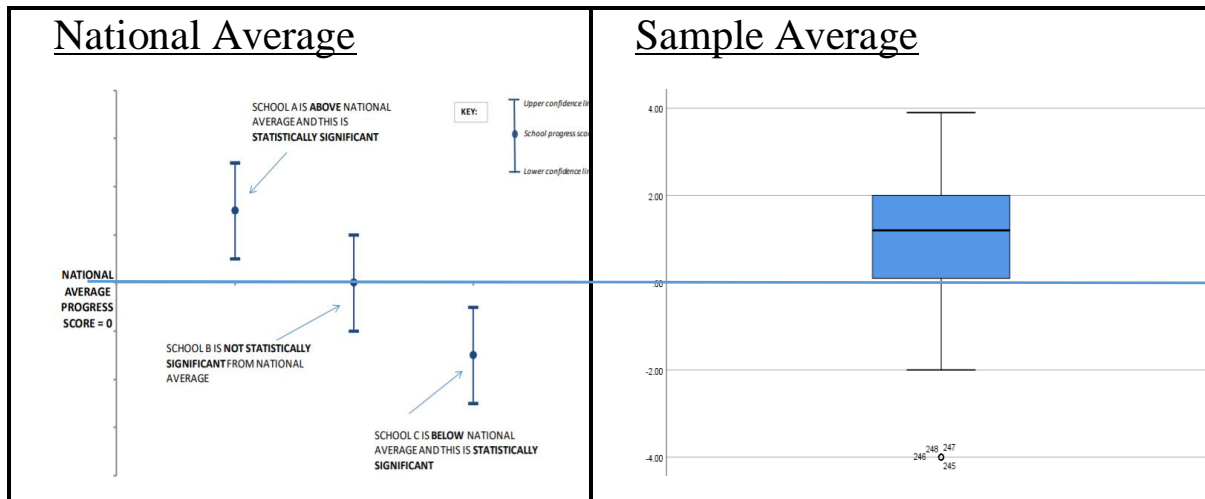 National Average
SCHOOL A IS ABOVE NATIONAL
AVERAGE AND THIS IS
STATISTICALLY SIGNIFICANT
KEY:
Upper confidence
School progress
Lower confidence
NATIONAL
AVERAGE
PROGRESS
SCORE = 0
SCHOOL B IS NOT STATISTICALLY
SIGNIFICANT FROM NATIONAL
AVERAGE
SCHOOL C IS BELOW NATIONAL
AVERAGE AND THIS IS STATISTICALLY
SIGNIFICANT
Sample Average
4.00
2.00
.00
-2.00
-4.00
246 248 247
245